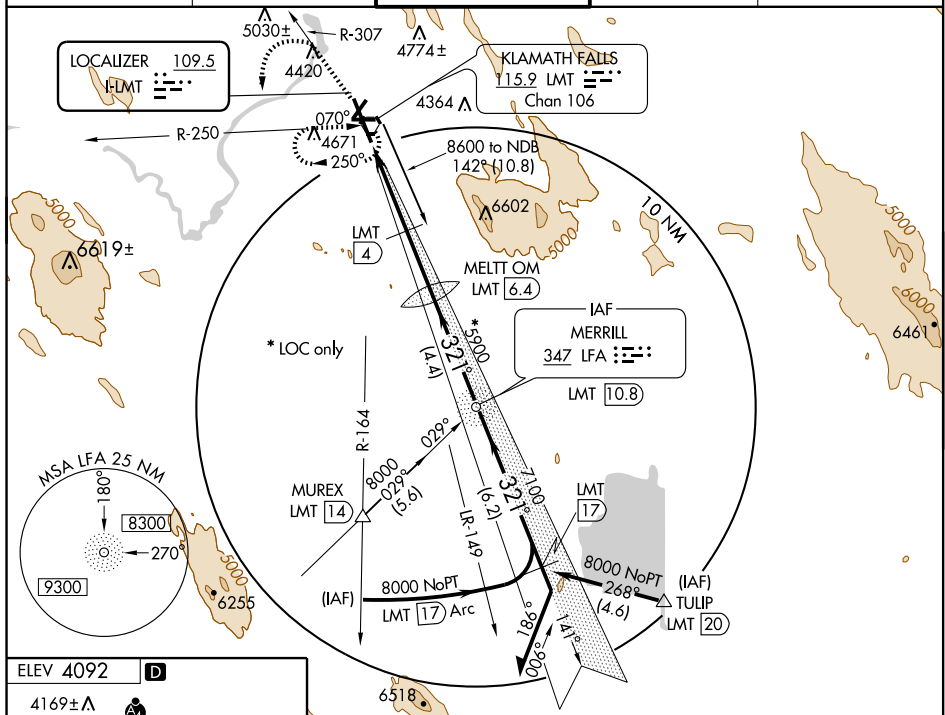 5030±
R-307
4774±
LOCALIZER 109.5
I-LMT
4420
KLAMATH FALLS
115.9 LMT
Chan 106
4364
070°
R-250
4671
250°
8600 to NDB
142° (10.8)
6602
5000
5000
10 NM
5000
6619±
LMT
4
MELTT OM
LMT 6.4
5000
6000
6461
* LOC only
*5900
321°
(4.4)
IAF
MERRILL
347 LFA
LMT 10.8
R-164
029°
8000
029°
(5.6)
MUREX
LMT 14
7100
321°
(6.2)
LR-149
LMT
17
MSA LFA 25 NM
180°
8300
270°
9300
5000
6255
8000 NoPT
(IAF)
LMT 17 Arc
8000 NoPT
268°
(4.6)
(IAF)
TULIP
LMT 20
186°
006°
141°
ELEV 4092 D
4169±
A4
6518